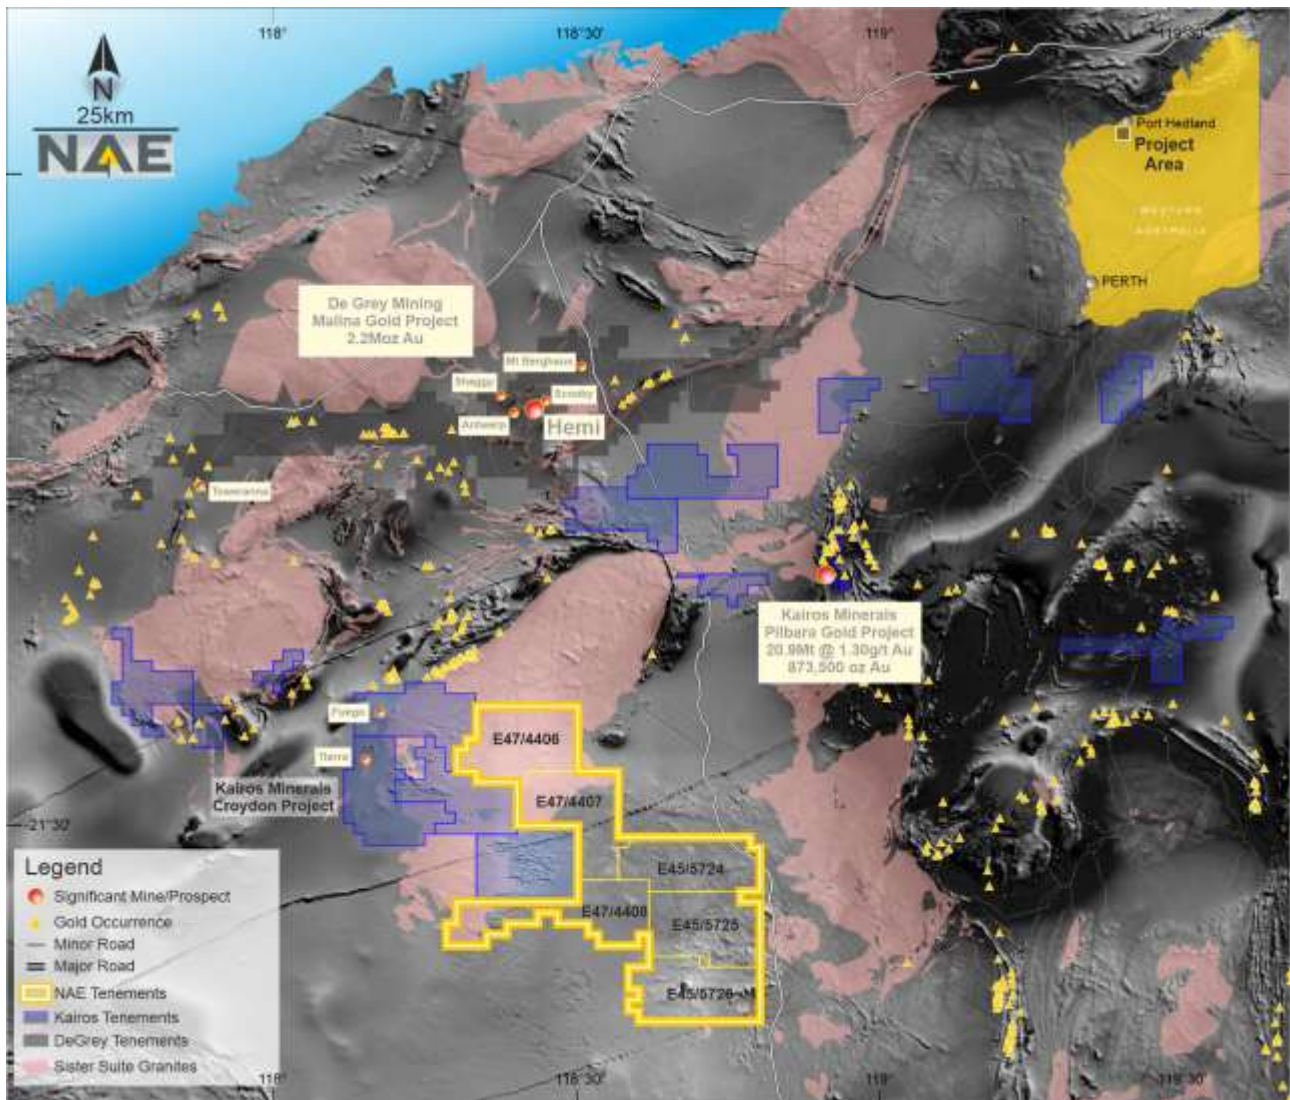 118°
118°30'
119°
119°30'
N
25km
NAE
Port Hedland
Project
Area
WESTERN
AUSTRALIA
PERTH
De Grey Mining
Malina Gold Project
2.2Moz Au
Mt Berghaus
Shaggy
Scooby
Antwerp
Hemi
Toweranna
Kairos Minerals
Pilbara Gold Project
20.9Mt @ 1.30g/t Au
873,500 oz Au
Fuego
Tierra
Kairos Minerals
Croydon Project
E47/4406
E47/4407
E45/5724
E47/4408
E45/5725
E45/5726
-21°30'
Legend
Significant Mine/Prospect
Gold Occurrence
Minor Road
Major Road
NAE Tenements
Kairos Tenements
DeGrey Tenements
Sister Suite Granites
118°
118°30'
119°
119°30'